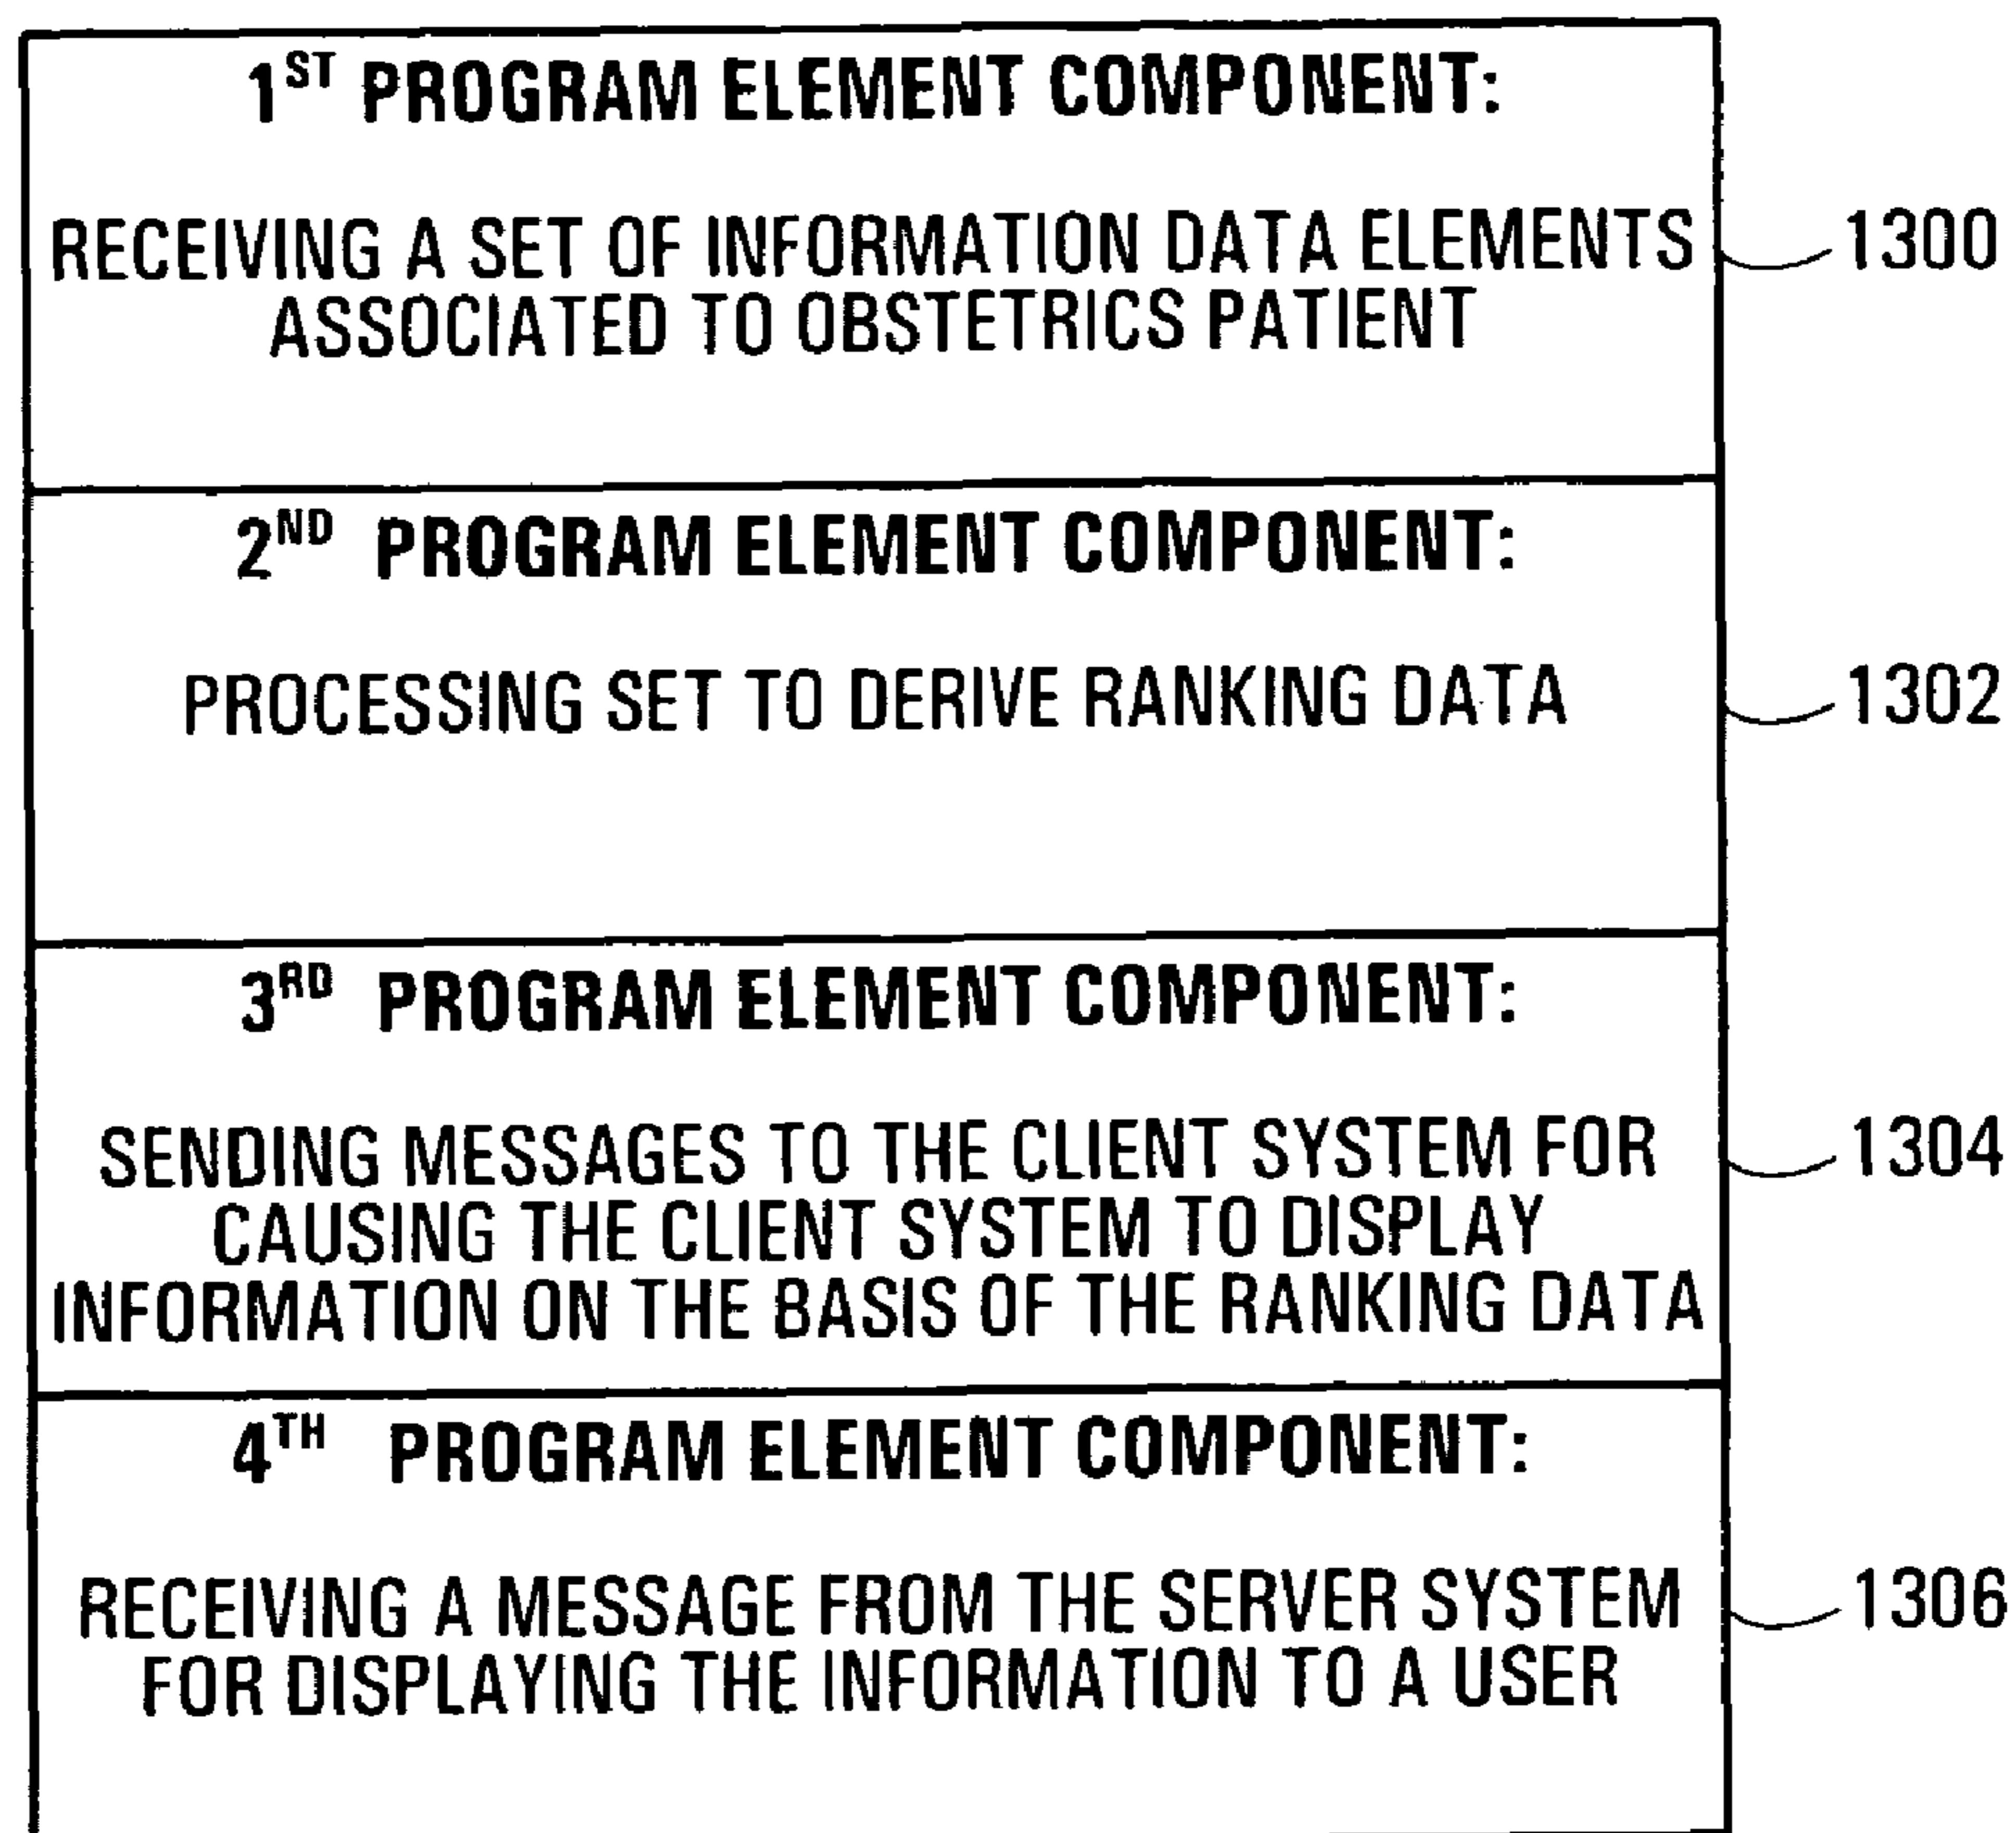 1ST PROGRAM ELEMENT COMPONENT:
RECEIVING A SET OF INFORMATION DATA ELEMENTS
ASSOCIATED TO OBSTETRICS PATIENT
1300
2ND PROGRAM ELEMENT COMPONENT:
PROCESSING SET TO DERIVE RANKING DATA
1302
3RD PROGRAM ELEMENT COMPONENT:
SENDING MESSAGES TO THE CLIENT SYSTEM FOR
CAUSING THE CLIENT SYSTEM TO DISPLAY
INFORMATION ON THE BASIS OF THE RANKING DATA
1304
4TH PROGRAM ELEMENT COMPONENT:
RECEIVING A MESSAGE FROM THE SERVER SYSTEM
FOR DISPLAYING THE INFORMATION TO A USER
1306